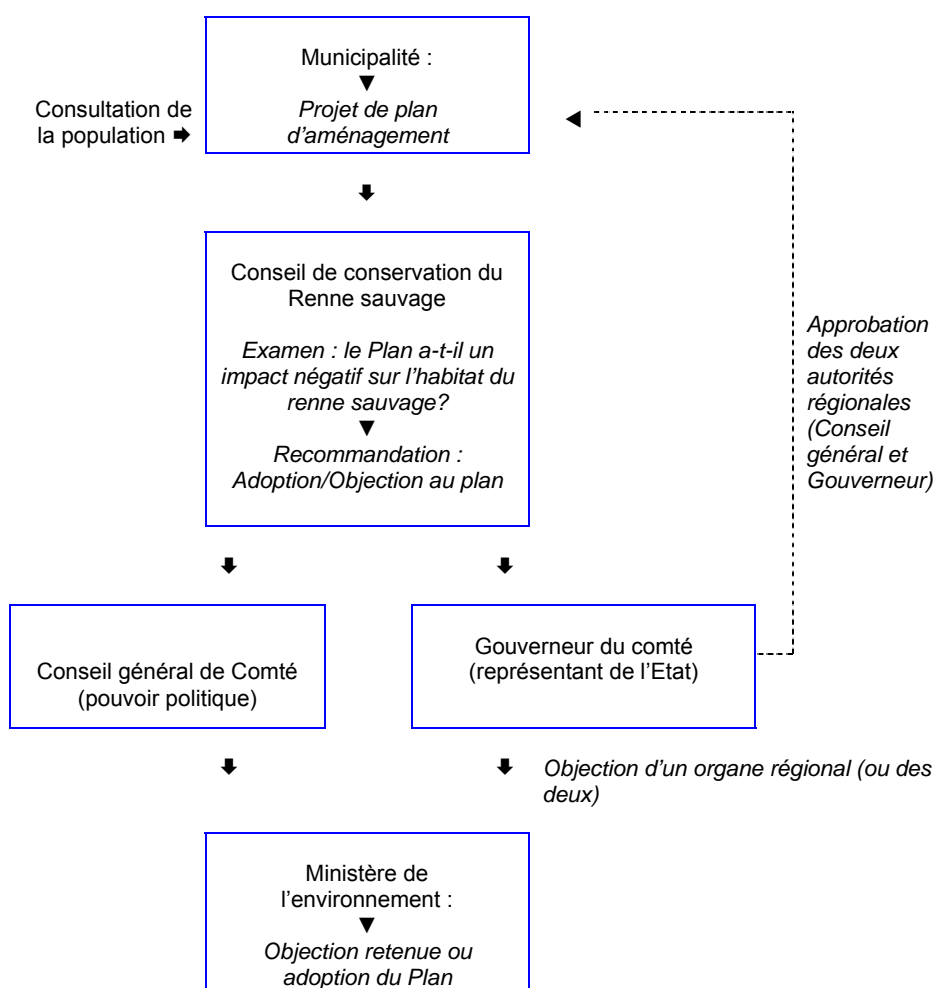 Municipalité :
Projet de plan
d'aménagement
Consultation de
la population
Conseil de conservation du
Renne sauvage
Examen : le Plan a-t-il un
impact négatif sur l'habitat du
renne sauvage?
Recommandation :
Adoption/Objection au plan
Approbation
des deux
autorités
régionales
(Conseil
général et
Gouverneur)
Conseil général de Comté
(pouvoir politique)
Gouverneur du comté
(représentant de l'Etat)
Objection d'un organe régional (ou des
deux)
Ministère de
l'environnement :
Objection retenue ou
adoption du Plan